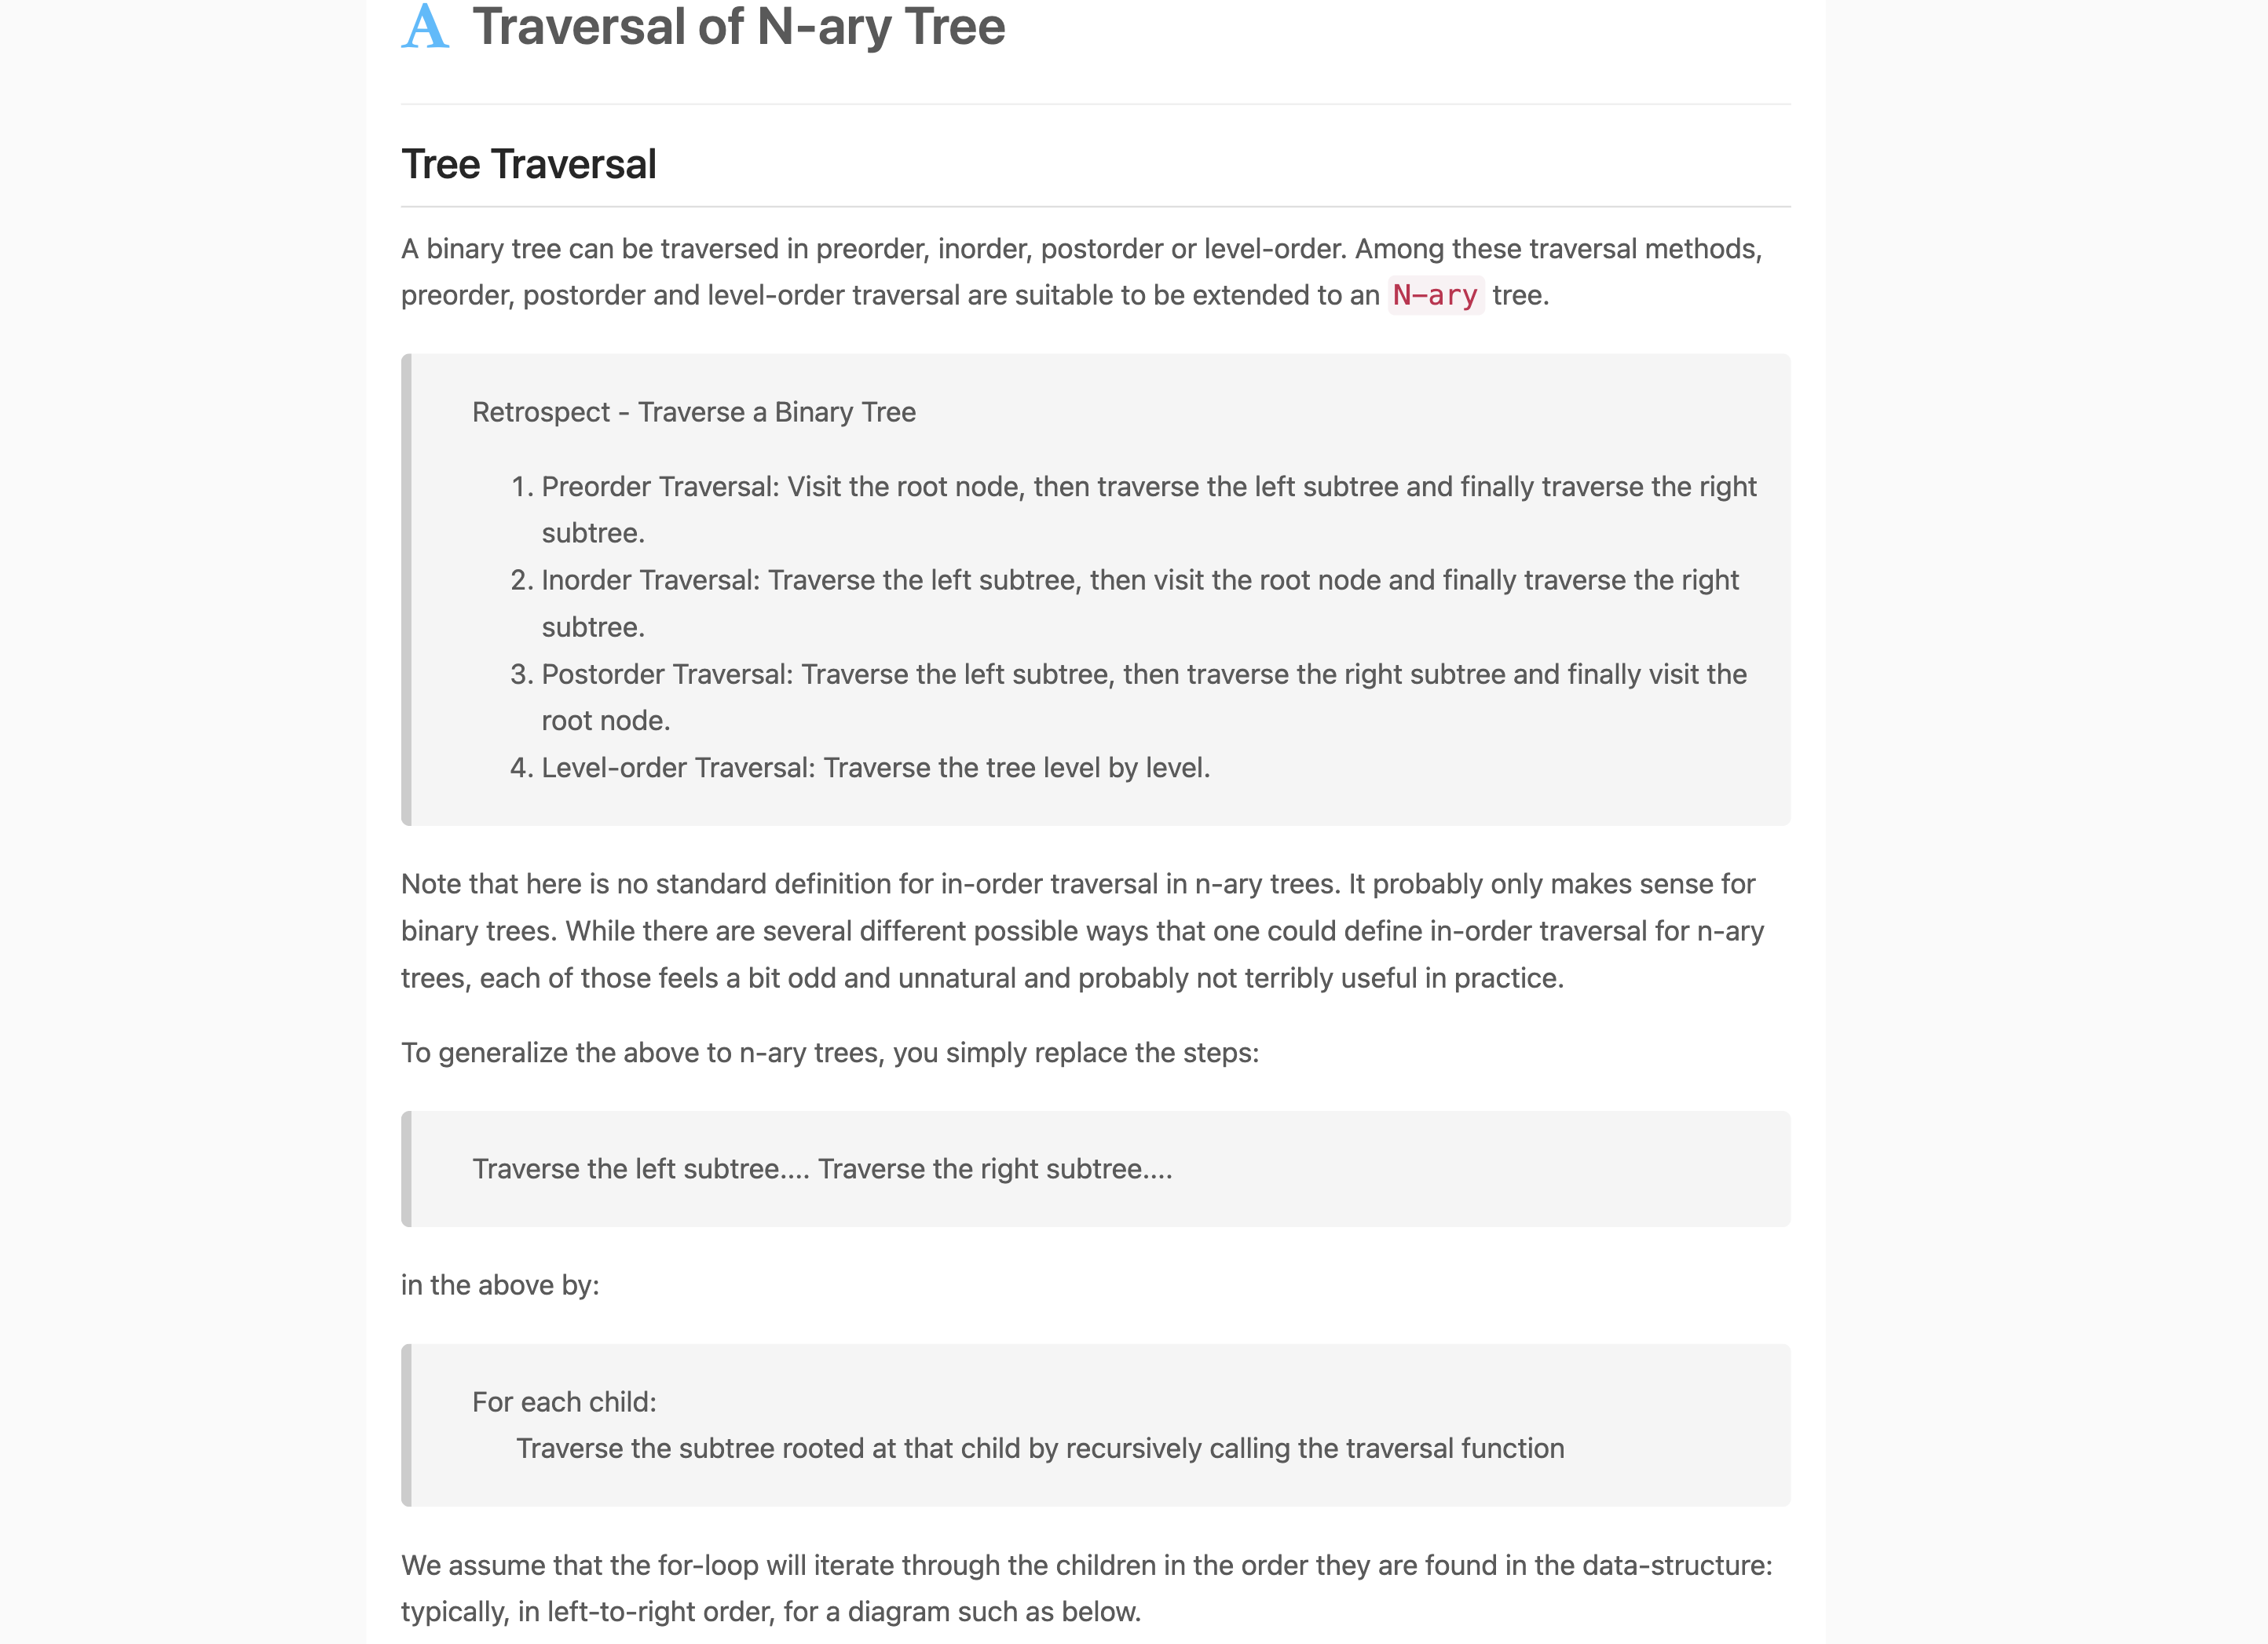 A Traversal of N-ary Tree
Tree Traversal
A binary tree can be traversed in preorder, inorder, postorder or level-order. Among these traversal methods,
preorder, postorder and level-order traversal are suitable to be extended to an N-ary tree.
Retrospect - Traverse a Binary Tree
1. Preorder Traversal: Visit the root node, then traverse the left subtree and finally traverse the right
subtree.
2. Inorder Traversal: Traverse the left subtree, then visit the root node and finally traverse the right
subtree.
3. Postorder Traversal: Traverse the left subtree, then traverse the right subtree and finally visit the
root node.
4. Level-order Traversal: Traverse the tree level by level.
Note that here is no standard definition for in-order traversal in n-ary trees. It probably only makes sense for
binary trees. While there are several different possible ways that one could define in-order traversal for n-ary
trees, each of those feels a bit odd and unnatural and probably not terribly useful in practice.
To generalize the above to n-ary trees, you simply replace the steps:
Traverse the left subtree.... Traverse the right subtree....
in the above by:
For each child:
Traverse the subtree rooted at that child by recursively calling the traversal function
We assume that the for-loop will iterate through the children in the order they are found in the data-structure:
typically, in left-to-right order, for a diagram such as below.